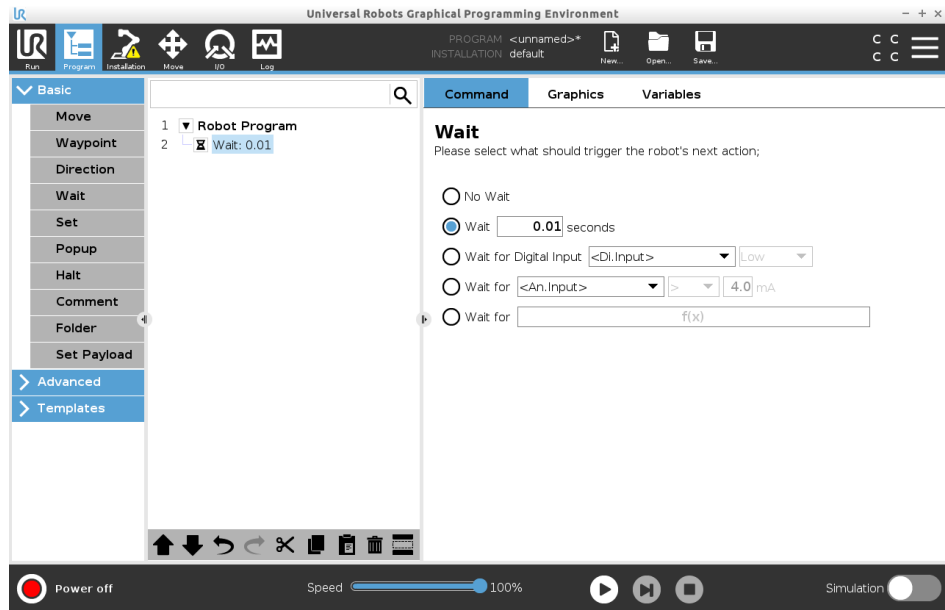 UR Universal Robots Graphical Programming Environment - + ×
UR
Run Program Installation Move I/O Log
PROGRAM <unnamed>*
INSTALLATION default
New... Open... Save...
C C
C C
Basic
Move
Waypoint
Direction
Wait
Set
Popup
Halt
Comment
Folder
Set Payload
Advanced
Templates
1 Robot Program
2 Wait: 0.01
Command Graphics Variables
Wait
Please select what should trigger the robot's next action;
No Wait
Wait 0.01 seconds
Wait for Digital Input <Di.Input> Low
Wait for <An.Input> > 4.0 mA
Wait for f(x)
Power off Speed 100% Simulation